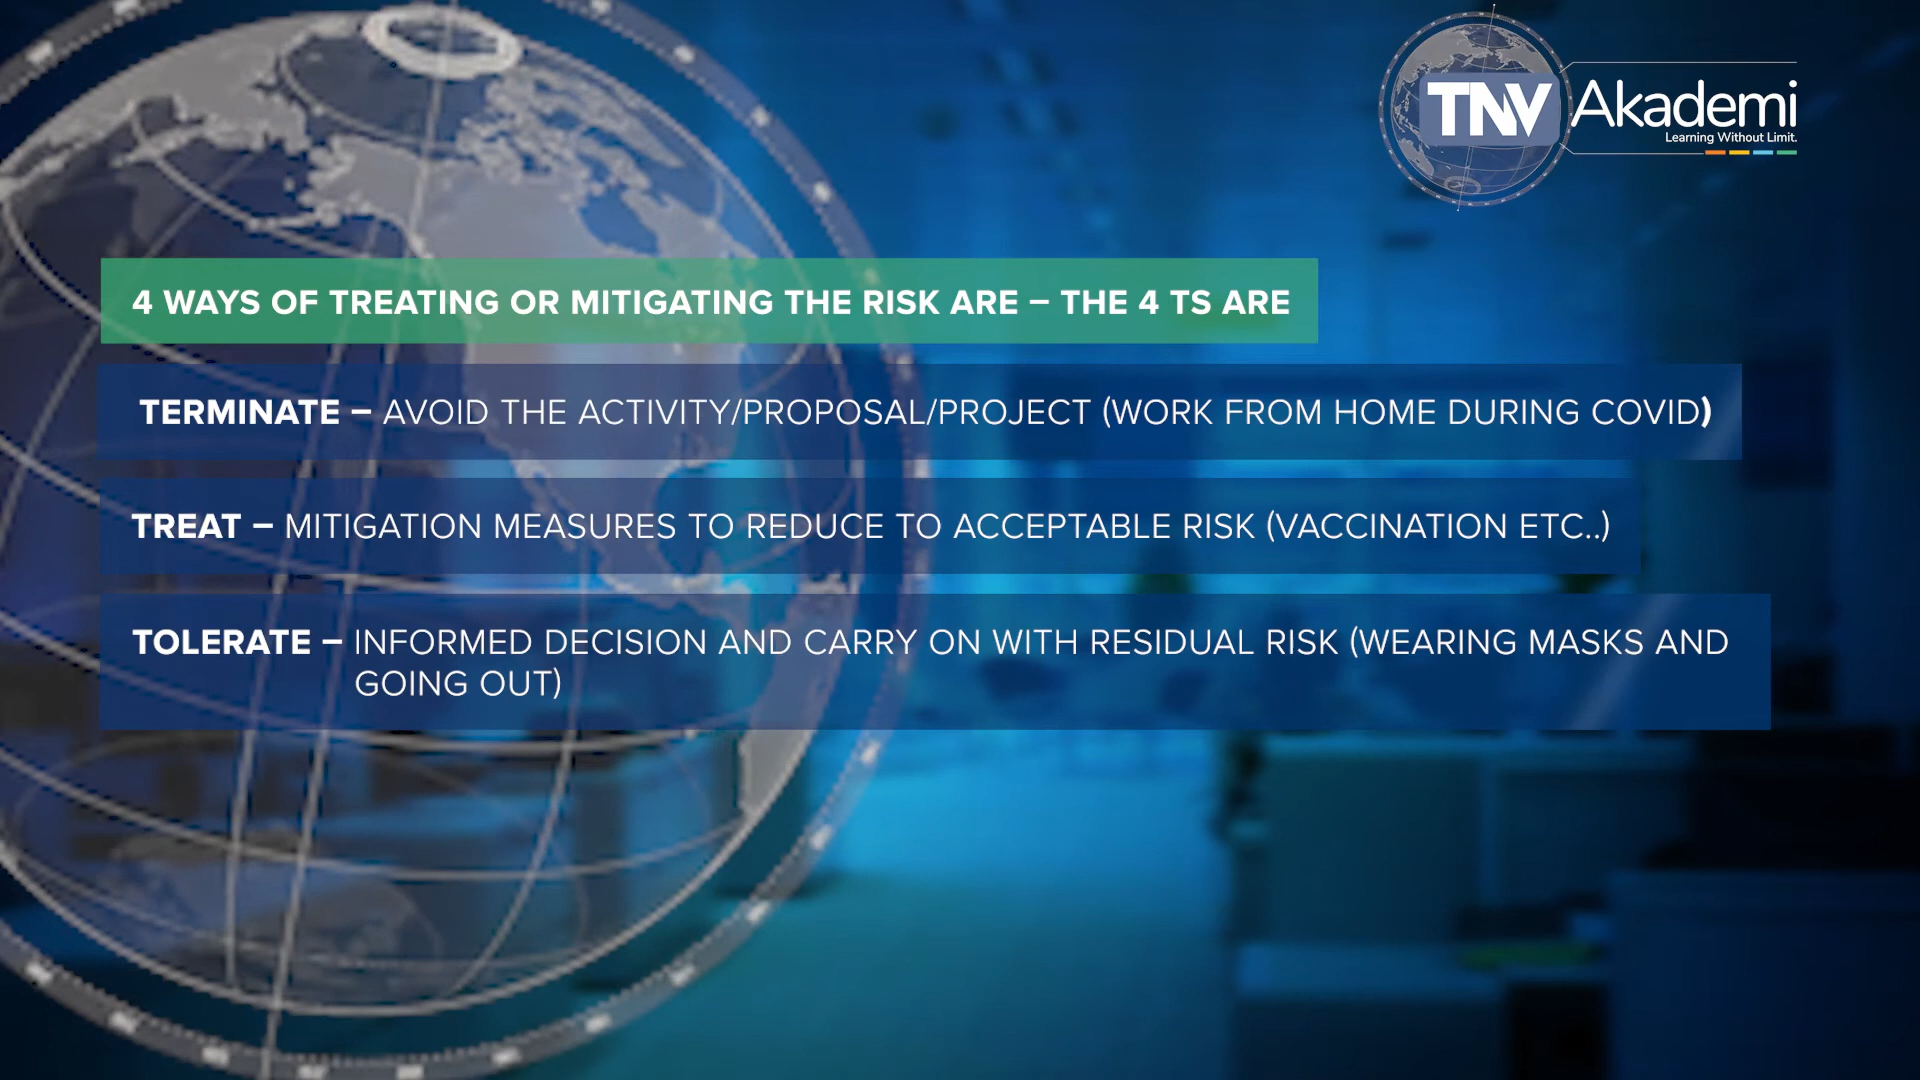 TNV Akademi
Learning Without Limit.
4 WAYS OF TREATING OR MITIGATING THE RISK ARE – THE 4 TS ARE
TERMINATE – AVOID THE ACTIVITY/PROPOSAL/PROJECT (WORK FROM HOME DURING COVID)
TREAT – MITIGATION MEASURES TO REDUCE TO ACCEPTABLE RISK (VACCINATION ETC..)
TOLERATE – INFORMED DECISION AND CARRY ON WITH RESIDUAL RISK (WEARING MASKS AND
GOING OUT)